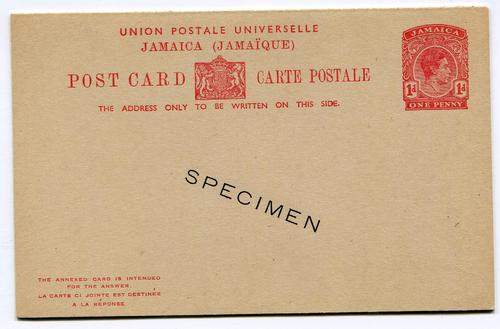 UNION POSTALE UNIVERSELLE
JAMAICA (JAMAÏQUE)
POST CARD CARTE POSTALE
THE ADDRESS ONLY TO BE WRITTEN ON THIS SIDE.
JAMAICA
1d 1d
ONE PENNY
SPECIMEN
THE ANNEXED CARD IS INTENDED
FOR THE ANSWER.
LA CARTE CI JOINTE EST DESTINÉE
A LA RÉPONSE